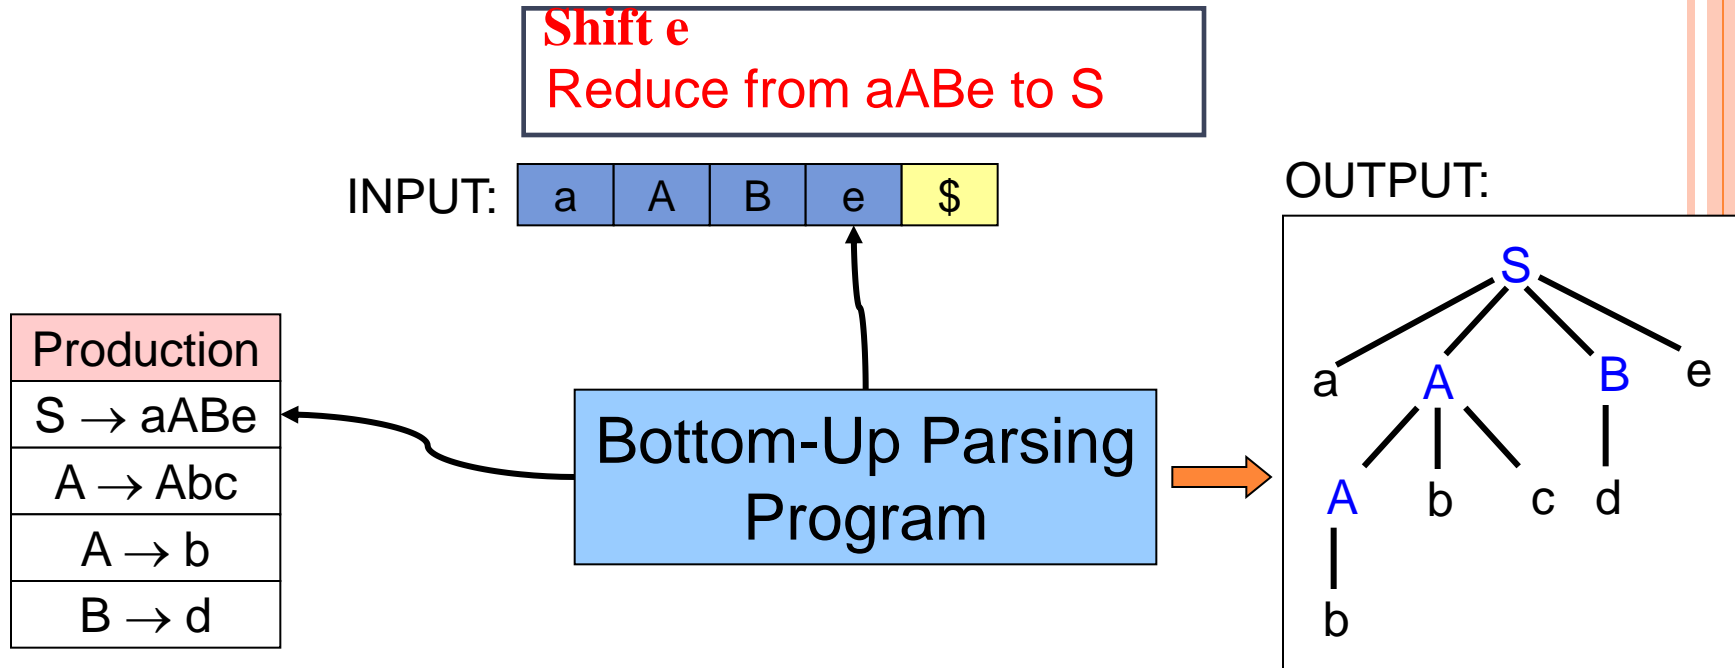 Shift e
Reduce from aABe to S
INPUT: a A B e $
OUTPUT:
Production
S → aABe
A → Abc
A → b
B → d
Bottom-Up Parsing
Program
S
a A B e
A b c d
b